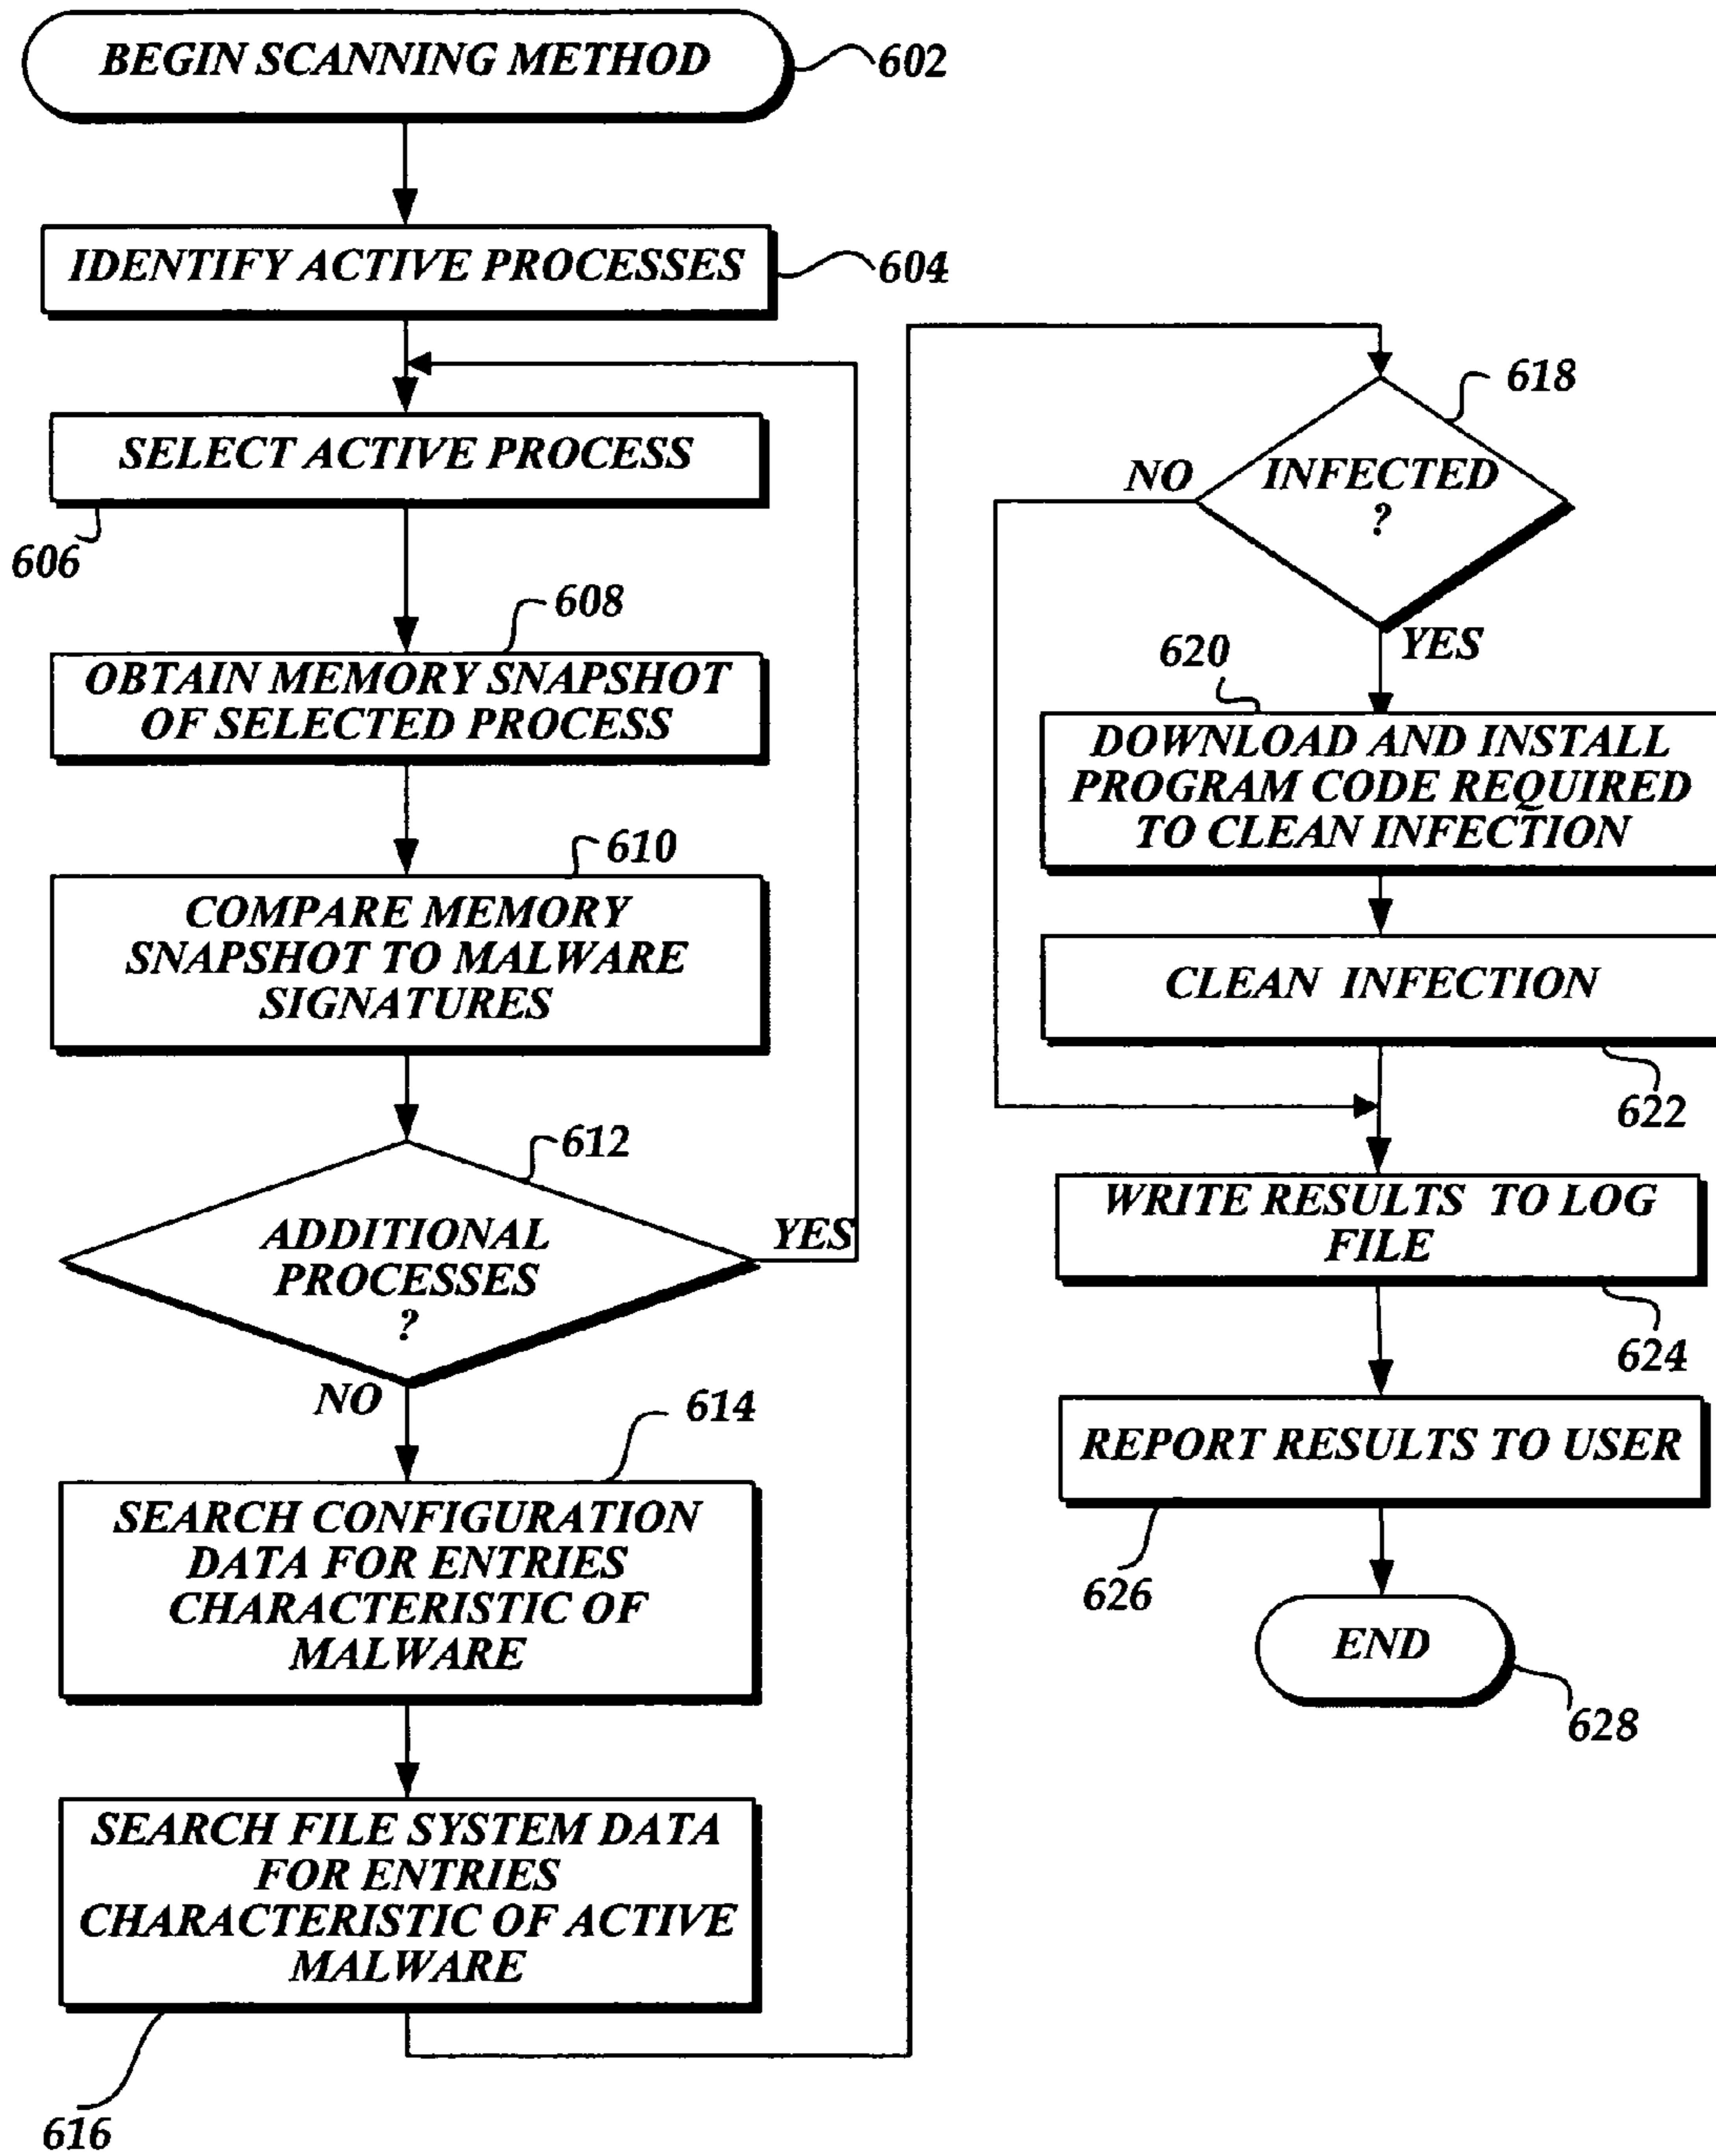 BEGIN SCANNING METHOD
602
IDENTIFY ACTIVE PROCESSES
604
SELECT ACTIVE PROCESS
606
608
OBTAIN MEMORY SNAPSHOT
OF SELECTED PROCESS
610
COMPARE MEMORY
SNAPSHOT TO MALWARE
SIGNATURES
612
ADDITIONAL
PROCESSES
?
YES
NO
614
SEARCH CONFIGURATION
DATA FOR ENTRIES
CHARACTERISTIC OF
MALWARE
SEARCH FILE SYSTEM DATA
FOR ENTRIES
CHARACTERISTIC OF ACTIVE
MALWARE
616
618
INFECTED
?
NO
YES
620
DOWNLOAD AND INSTALL
PROGRAM CODE REQUIRED
TO CLEAN INFECTION
CLEAN INFECTION
622
WRITE RESULTS TO LOG
FILE
624
REPORT RESULTS TO USER
626
END
628